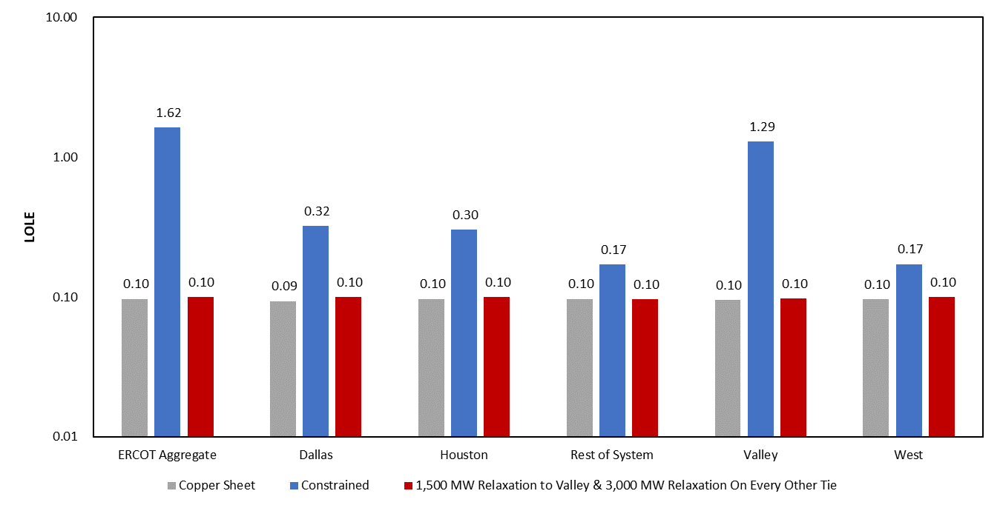 10.00
1.62
1.29
1.00
LOLE
0.32
0.30
0.17
0.17
0.10
0.10
0.09
0.10
0.10
0.10
0.10
0.10
0.10
0.10
0.10
0.10
0.10
0.01
ERCOT Aggregate
Dallas
Houston
Rest of System
Valley
West
Copper Sheet
Constrained
1,500 MW Relaxation to Valley & 3,000 MW Relaxation On Every Other Tie